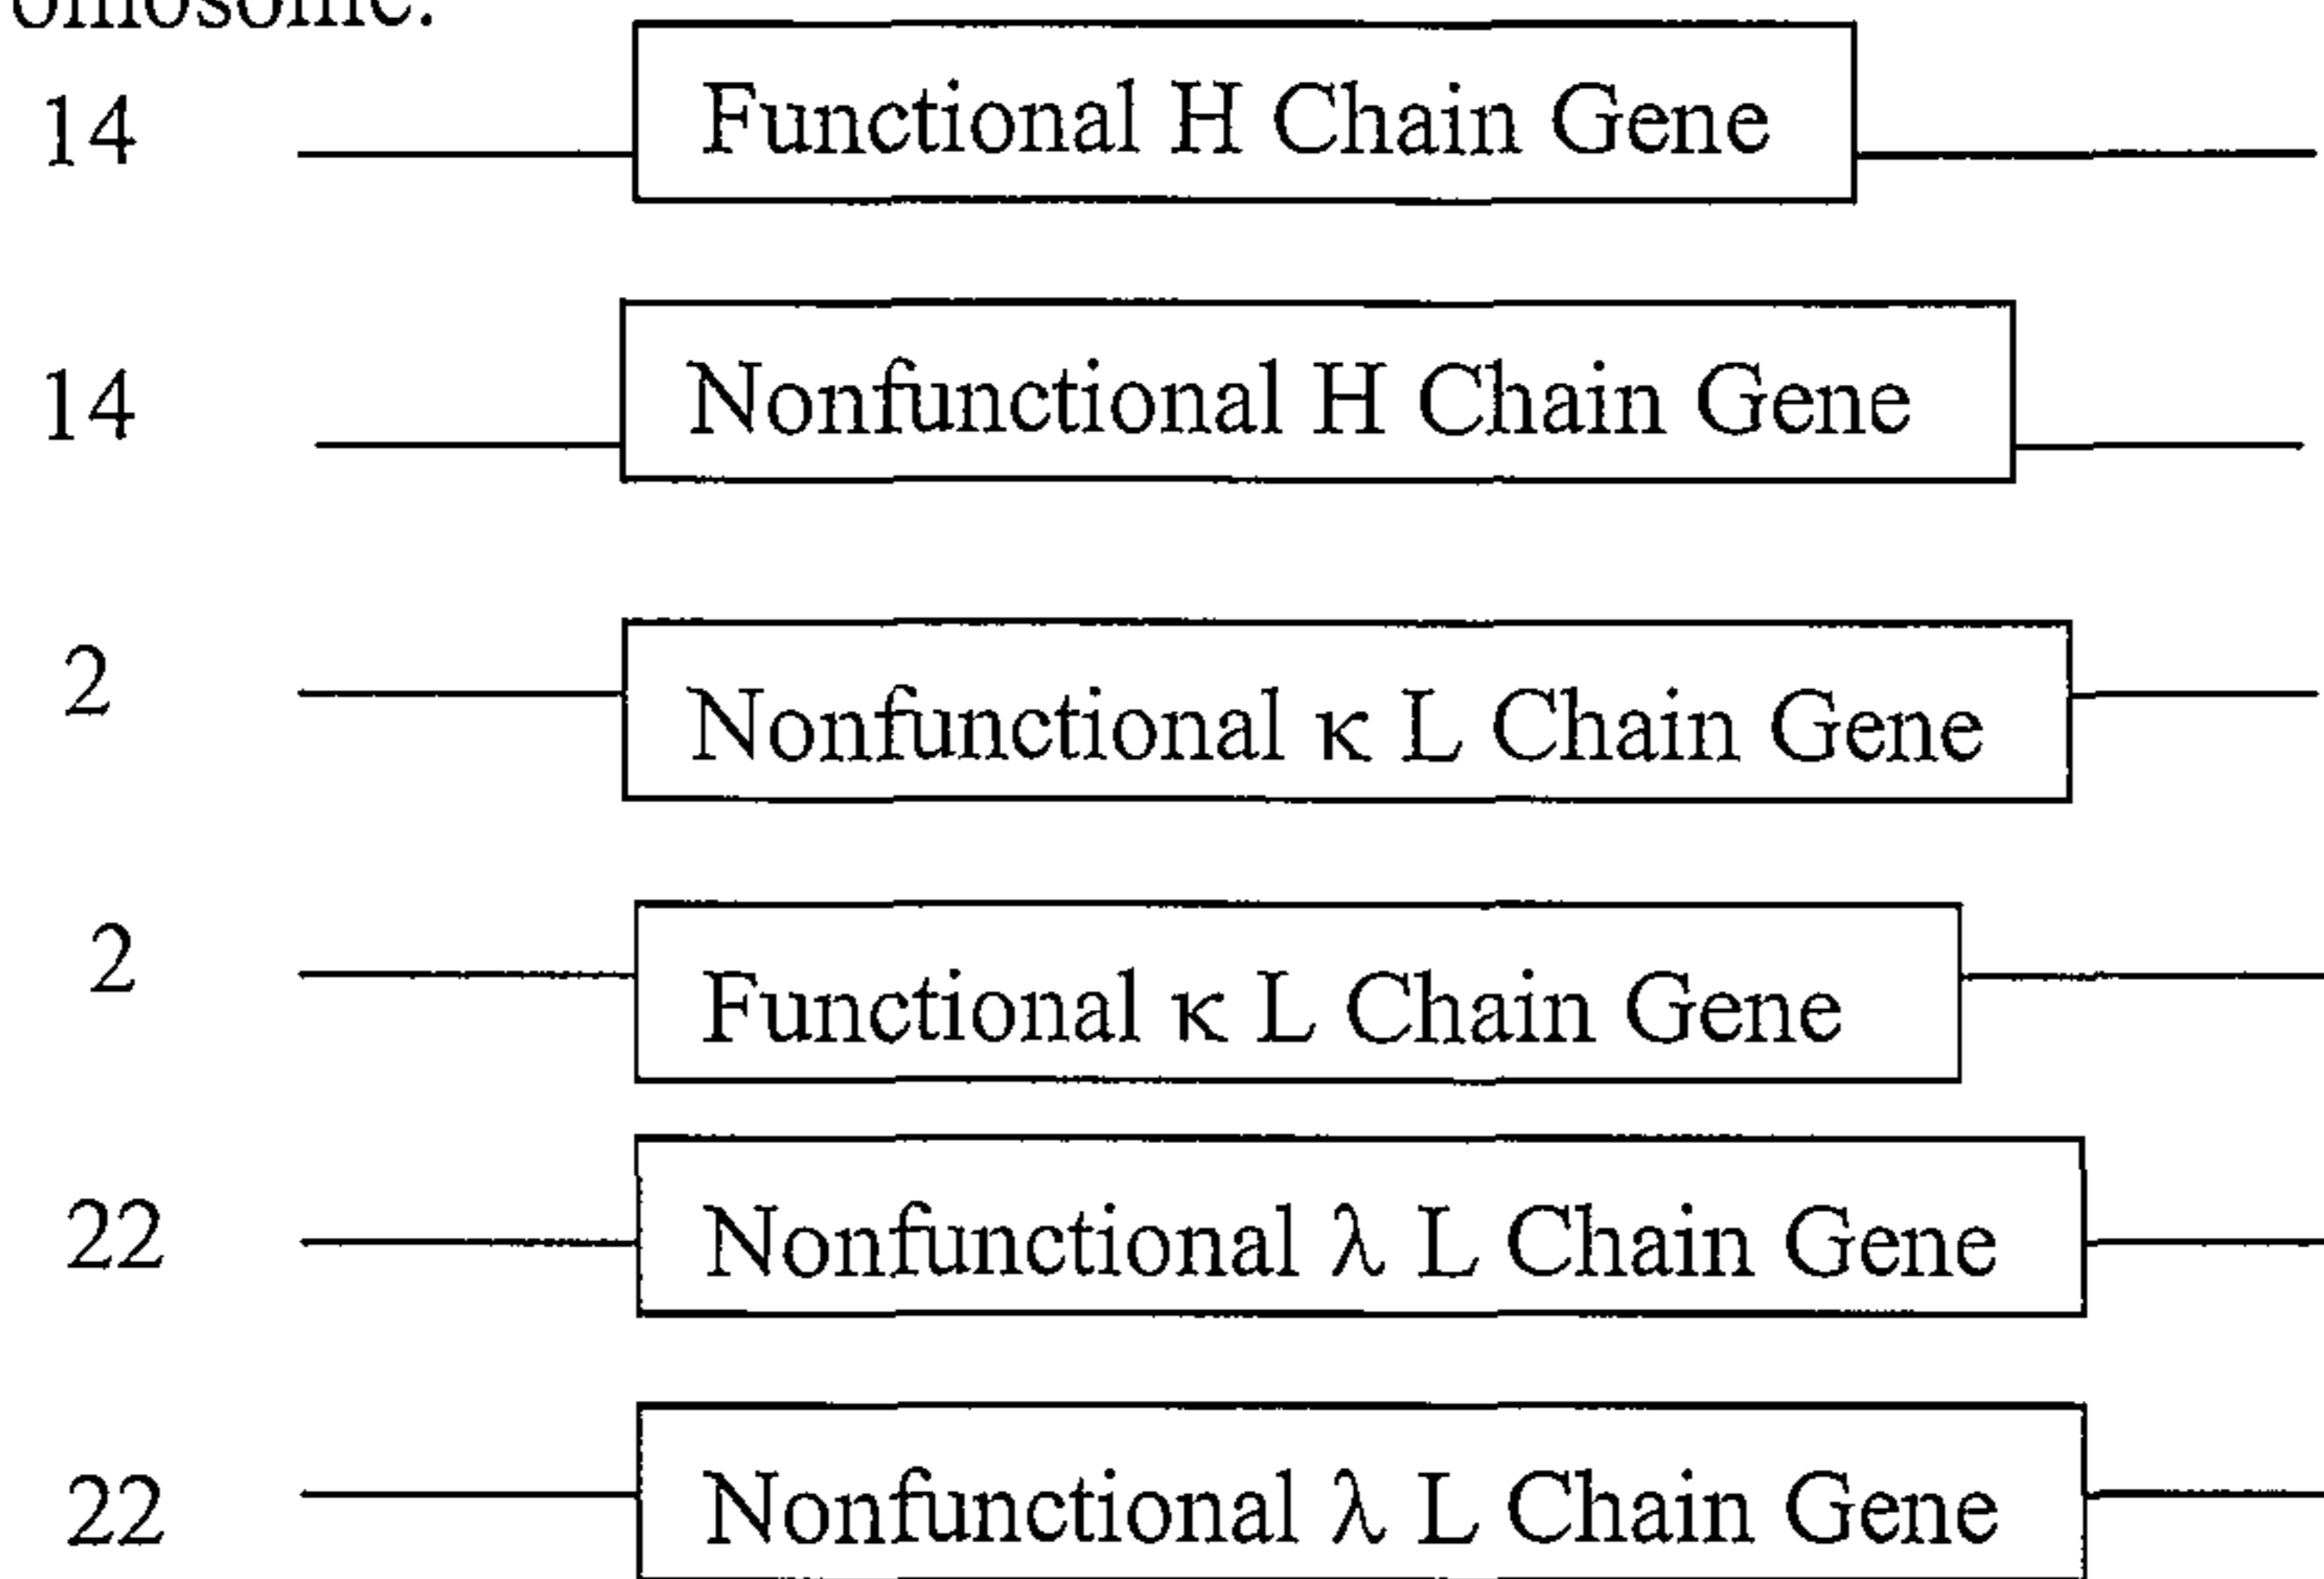 14 Functional H Chain Gene
14 Nonfunctional H Chain Gene
2 Nonfunctional κ L Chain Gene
2 Functional κ L Chain Gene
22 Nonfunctional λ L Chain Gene
22 Nonfunctional λ L Chain Gene